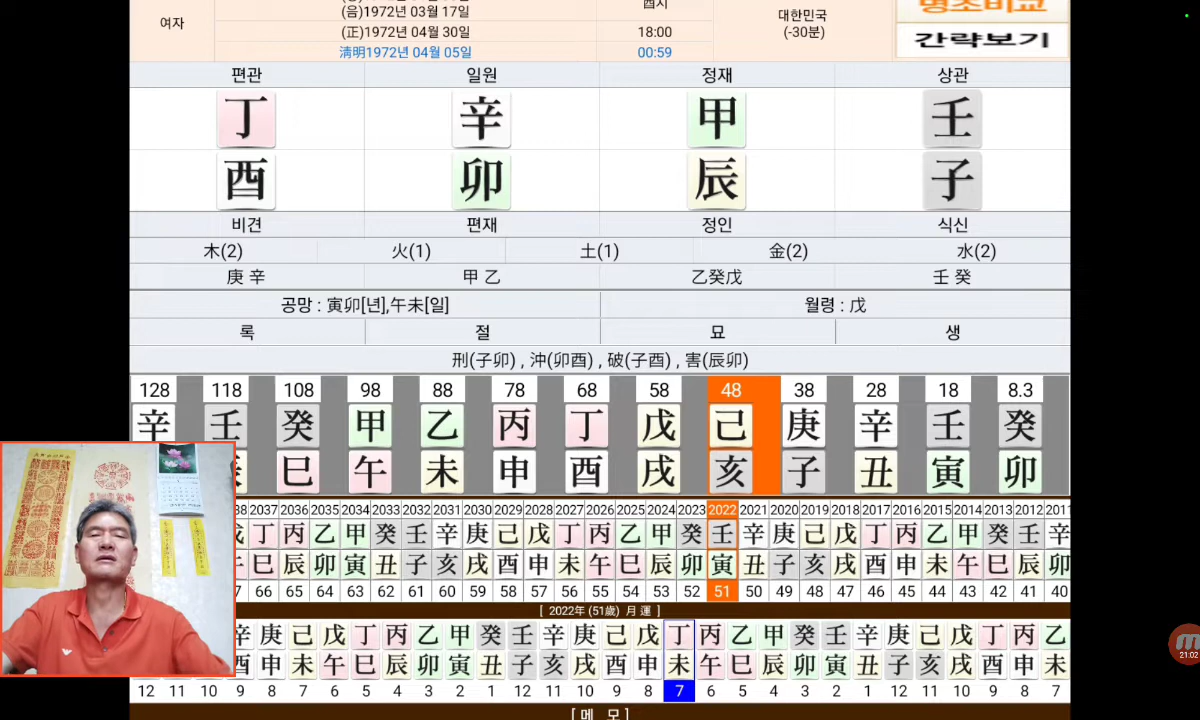 (음)1972년 03월 17일 酉시
여자 (正)1972년 04월 30일 18:00 대한민국 (-30분)
淸明1972년 04월 05일 00:59
명조비교
간략보기
편관 일원 정재 상관
丁 辛 甲 壬
酉 卯 辰 子
비견 편재 정인 식신
木(2) 火(1) 土(1) 金(2) 水(2)
庚 辛 甲 乙 乙癸戊 壬 癸
공망 : 寅卯[년],午未[일] 월령 : 戊
록 절 묘 생
刑(子卯) , 沖(卯酉) , 破(子酉) , 害(辰卯)
128 118 108 98 88 78 68 58 48 38 28 18 8.3
辛 壬 癸 甲 乙 丙 丁 戊 己 庚 辛 壬 癸
巳 午 未 申 酉 戌 亥 子 丑 寅 卯
2037 2036 2035 2034 2033 2032 2031 2030 2029 2028 2027 2026 2025 2024 2023 2022 2021 2020 2019 2018 2017 2016 2015 2014 2013 2012 2011
丁 丙 乙 甲 癸 壬 辛 庚 己 戊 丁 丙 乙 甲 癸 壬 辛 庚 己 戊 丁 丙 乙 甲 癸 壬 辛
巳 辰 卯 寅 丑 子 亥 戌 酉 申 未 午 巳 辰 卯 寅 丑 子 亥 戌 酉 申 未 午 巳 辰 卯
67 66 65 64 63 62 61 60 59 58 57 56 55 54 53 52 51 50 49 48 47 46 45 44 43 42 41 40
[ 2022年 (51歲) 月 運 ]
辛 庚 己 戊 丁 丙 乙 甲 癸 壬 辛 庚 己 戊 丁 丙 乙 甲 癸 壬 辛 庚 己 戊 丁 丙 乙
酉 申 未 午 巳 辰 卯 寅 丑 子 亥 戌 酉 申 未 午 巳 辰 卯 寅 丑 子 亥 戌 酉 申 未
12 11 10 9 8 7 6 5 4 3 2 1 12 11 10 9 8 7 6 5 4 3 2 1 12 11 10 9 8 7
[ 메 모 ]
21:02